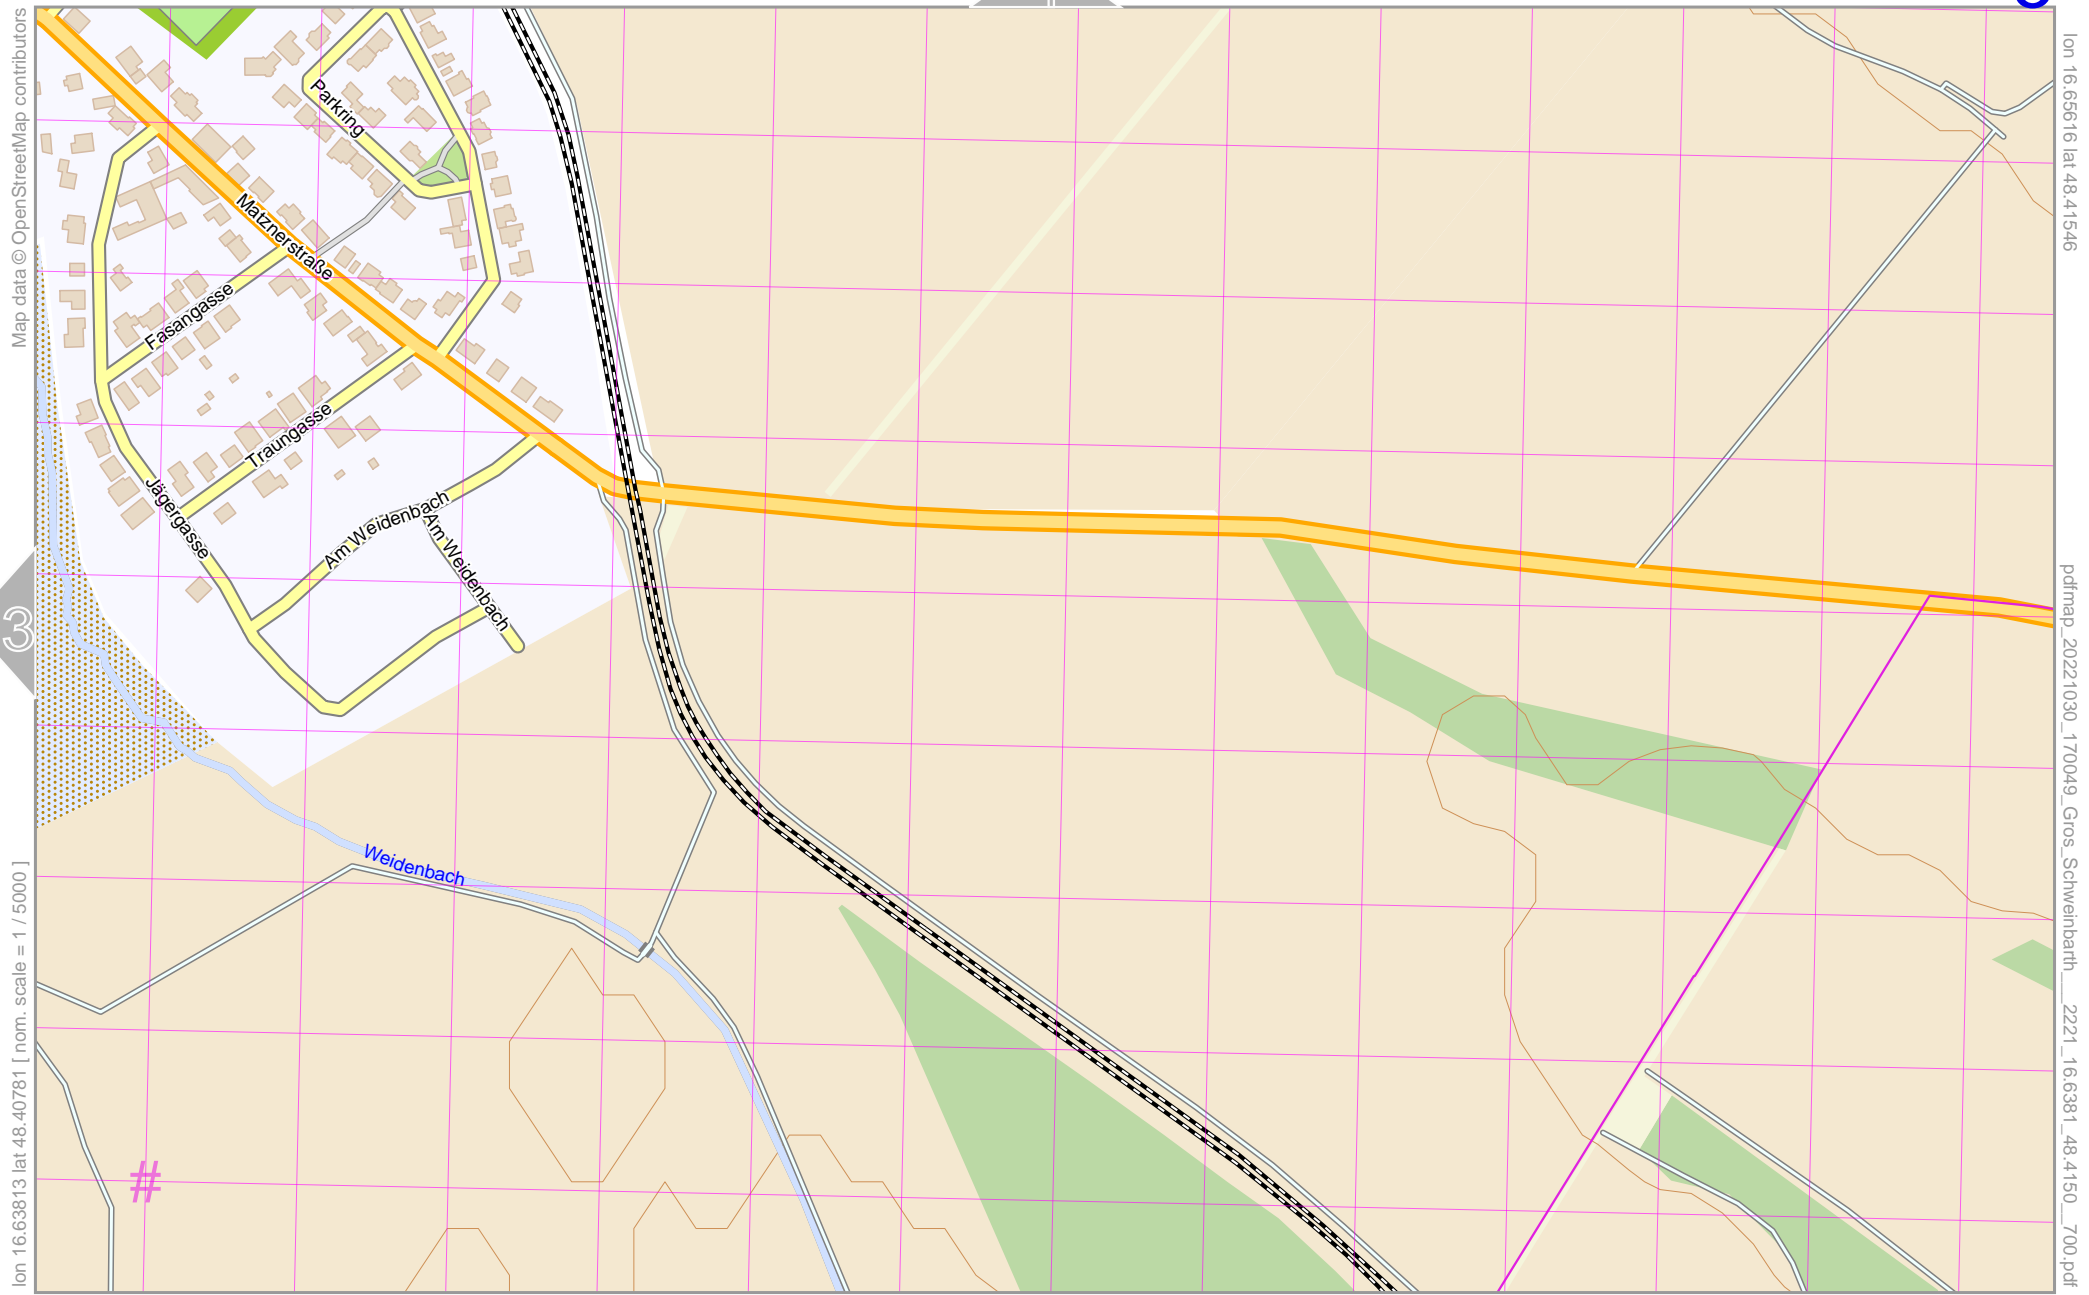 Map data © OpenStreetMap contributors
lon 16.65616 lat 48.41546
Parkring
Matznerstraße
Fasangasse
Traungasse
Jägergasse
Am Weidenbach
Am Weidenbach
3
Weidenbach
#
lon 16.63813 lat 48.40781 [ nom. scale = 1 / 5000 ]
pdfmap_20221030_170049_Gros_Schweinbarth___2221_16.6381_48.4150__700.pdf